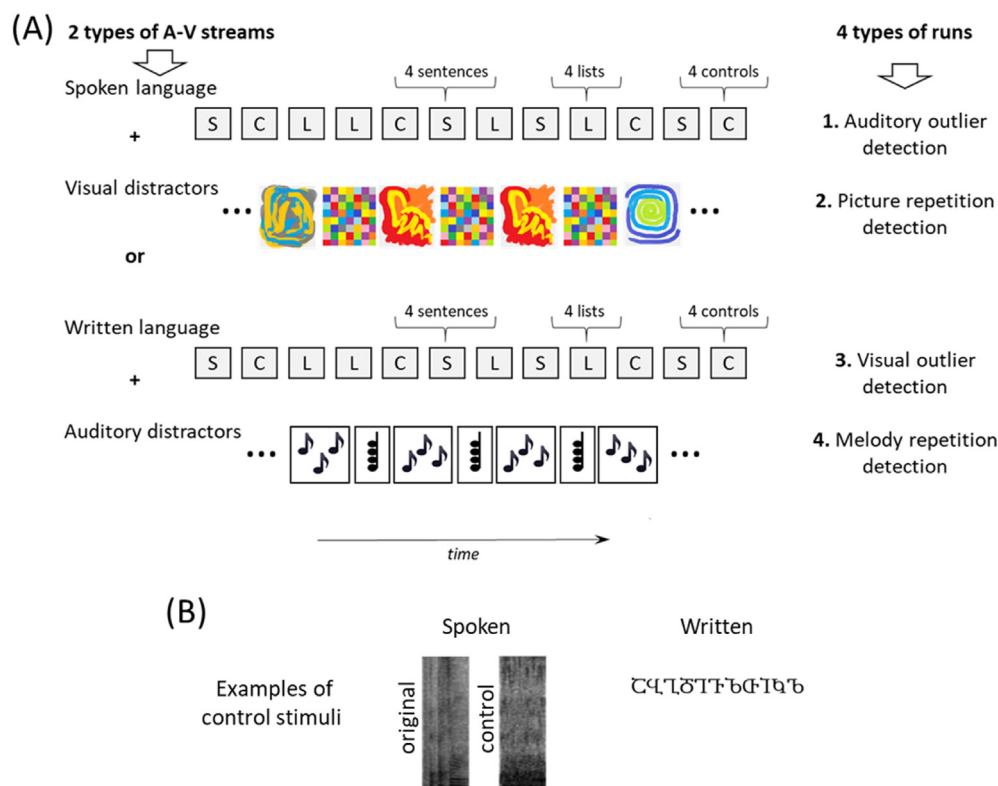 (A)
2 types of A-V streams
4 types of runs
Spoken language
4 sentences
4 lists
4 controls
+
S C L L C S L S L C S C
1. Auditory outlier
detection
Visual distractors
... ...
2. Picture repetition
detection
or
Written language
4 sentences
4 lists
4 controls
+
S C L L C S L S L C S C
3. Visual outlier
detection
Auditory distractors
... ...
4. Melody repetition
detection
time
(B)
Spoken
Written
Examples of
control stimuli
original
control